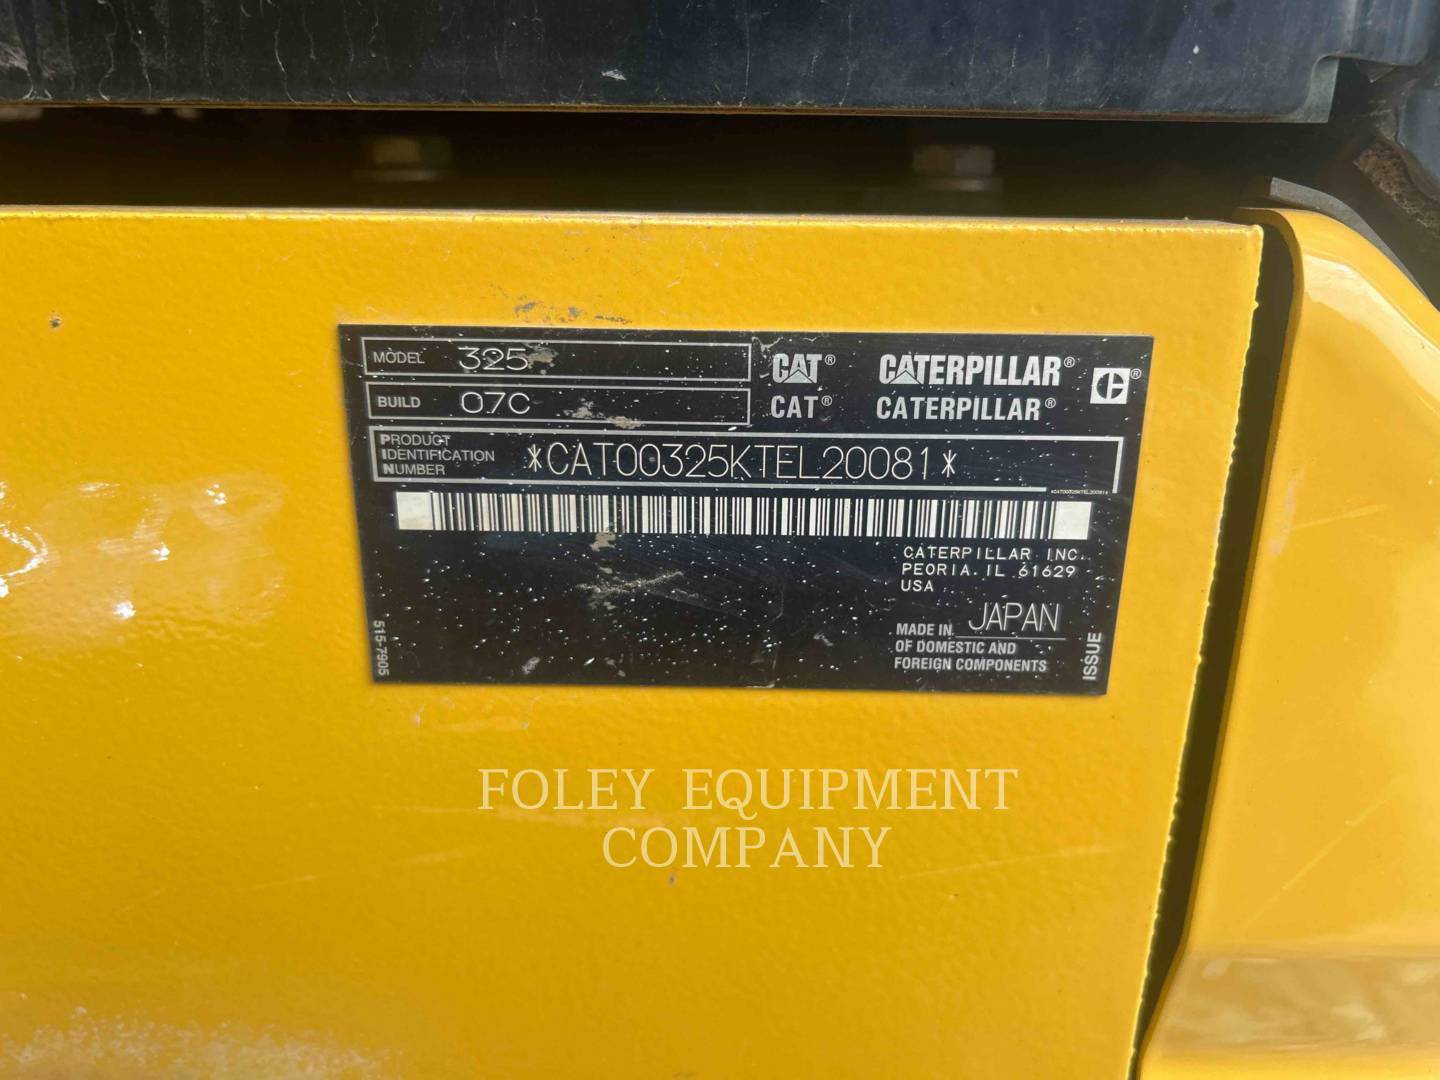 MODEL 325
BUILD 07C
CAT® CATERPILLAR®
CAT® CATERPILLAR®
PRODUCT IDENTIFICATION NUMBER *CAT00325KTEL20081*
*CAT00325KTEL20081*
CATERPILLAR INC.
PEORIA, IL 61629
USA
MADE IN JAPAN
OF DOMESTIC AND
FOREIGN COMPONENTS
515-7905
ISSUE
FOLEY EQUIPMENT
COMPANY